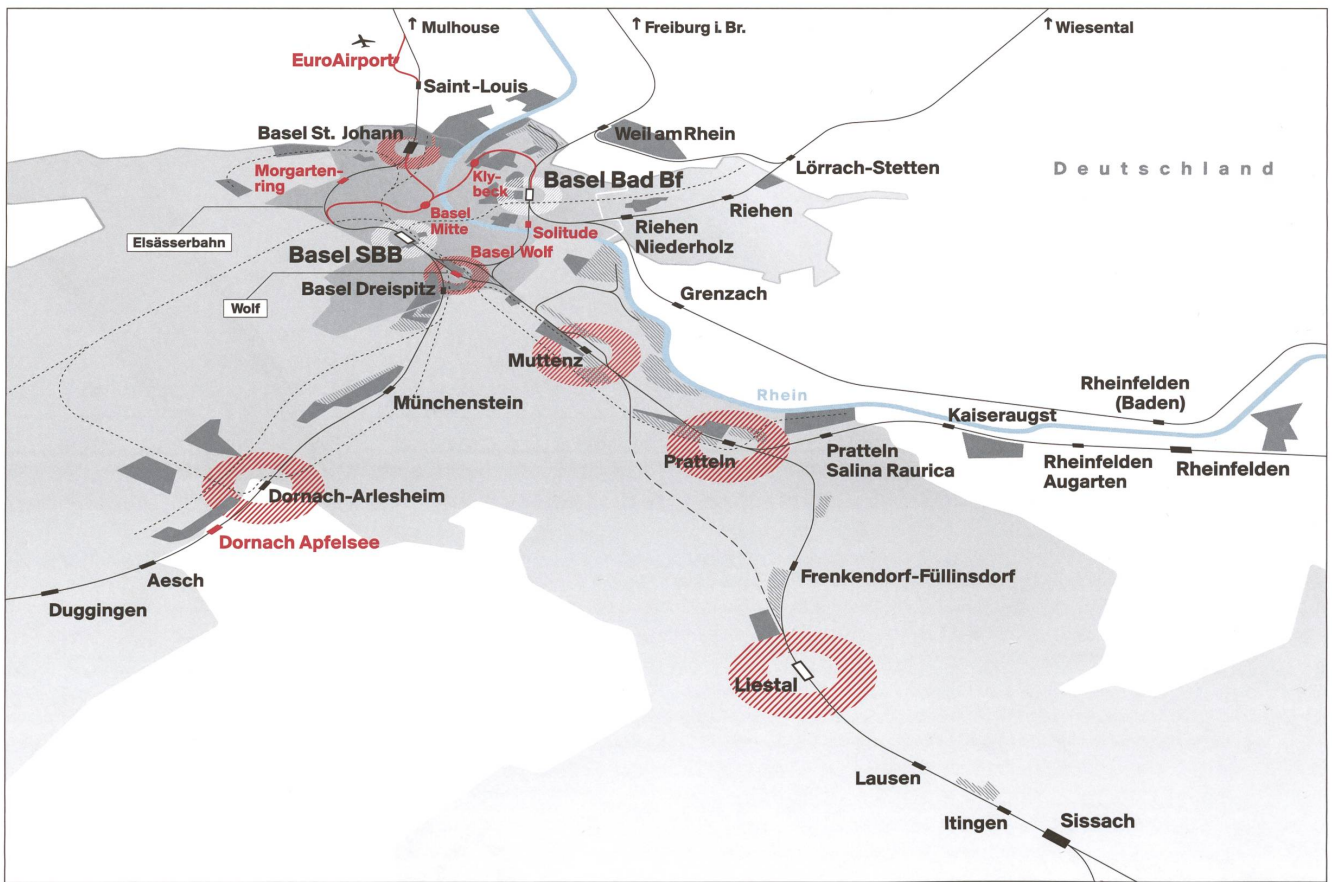 ↑ Mulhouse
↑ Freiburg i. Br.
↑ Wiesental
EuroAirport
Saint-Louis
Basel St. Johann
Weil am Rhein
Lörrach-Stetten
Deutschland
Morgarten-
ring
Kly-
beck
Basel Bad Bf
Riehen
Basel
Mitte
Riehen
Niederholz
Elsässerbahn
Solitude
Basel SBB
Basel Wolf
Basel Dreispitz
Grenzach
Wolf
Muttenz
Rhein
Rheinfelden
(Baden)
Münchenstein
Kaiseraugst
Pratteln
Pratteln
Salina Raurica
Rheinfelden
Augarten
Rheinfelden
Dornach-Arlesheim
Dornach Apfelsee
Aesch
Duggingen
Frenkendorf-Füllinsdorf
Liestal
Lausen
Itingen
Sissach